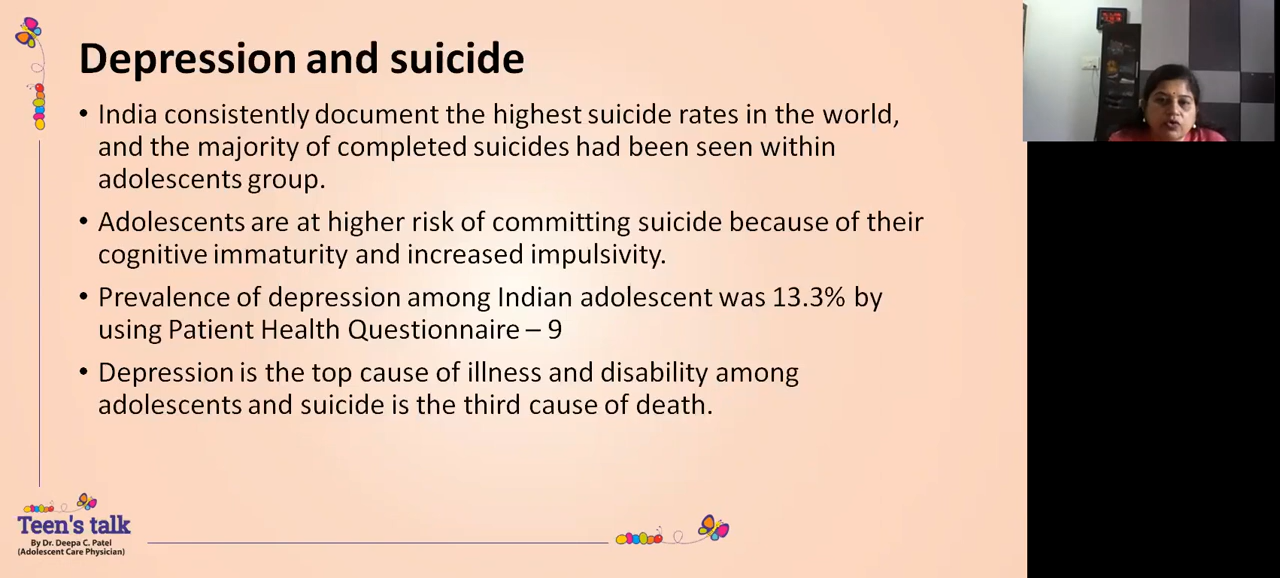 Depression and suicide
• India consistently document the highest suicide rates in the world,
and the majority of completed suicides had been seen within
adolescents group.
• Adolescents are at higher risk of committing suicide because of their
cognitive immaturity and increased impulsivity.
• Prevalence of depression among Indian adolescent was 13.3% by
using Patient Health Questionnaire – 9
• Depression is the top cause of illness and disability among
adolescents and suicide is the third cause of death.
Teen's talk
By Dr. Deepa C. Patel
(Adolescent Care Physician)